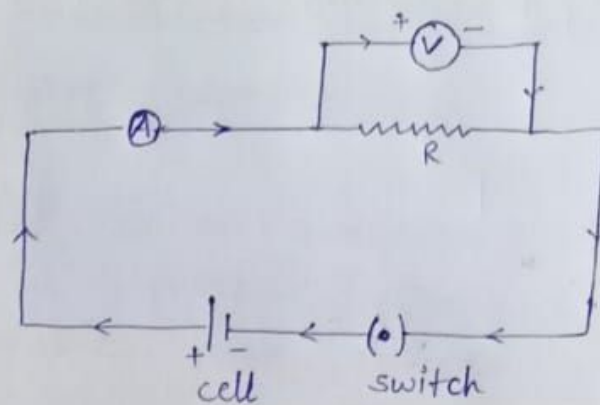 + V −
A
R
+ −
cell switch